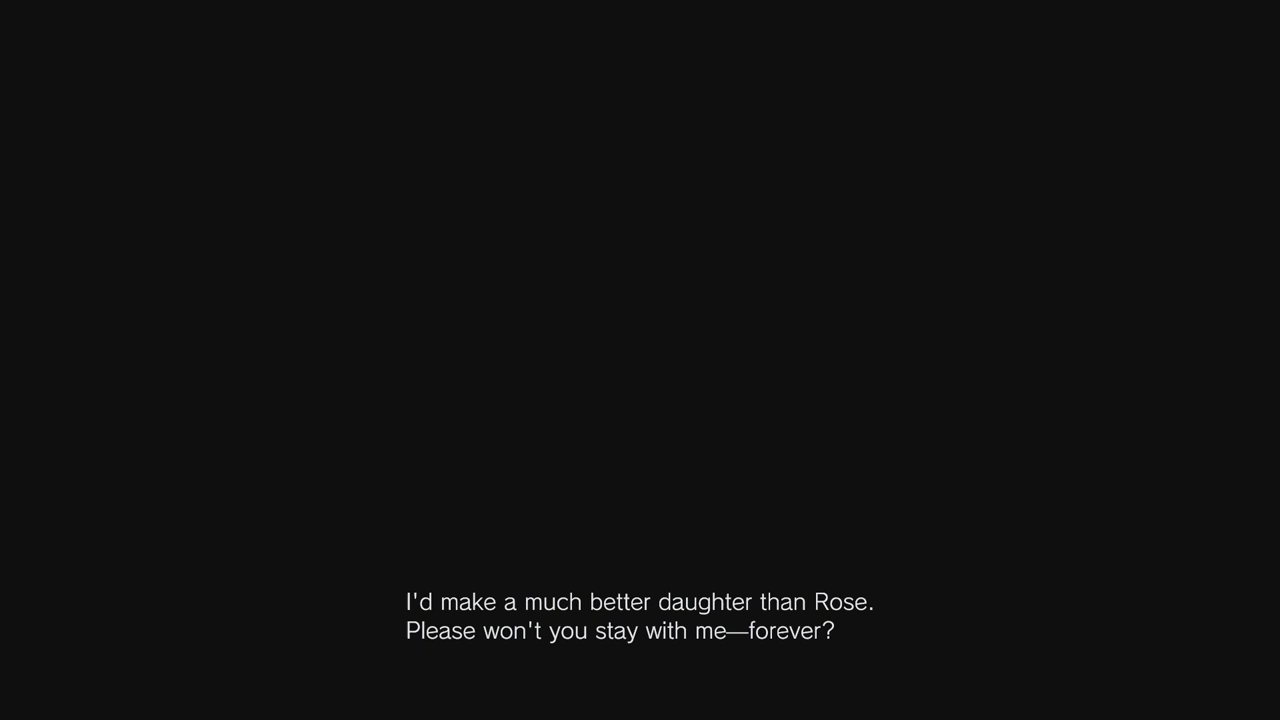 I'd make a much better daughter than Rose.
Please won't you stay with me—forever?